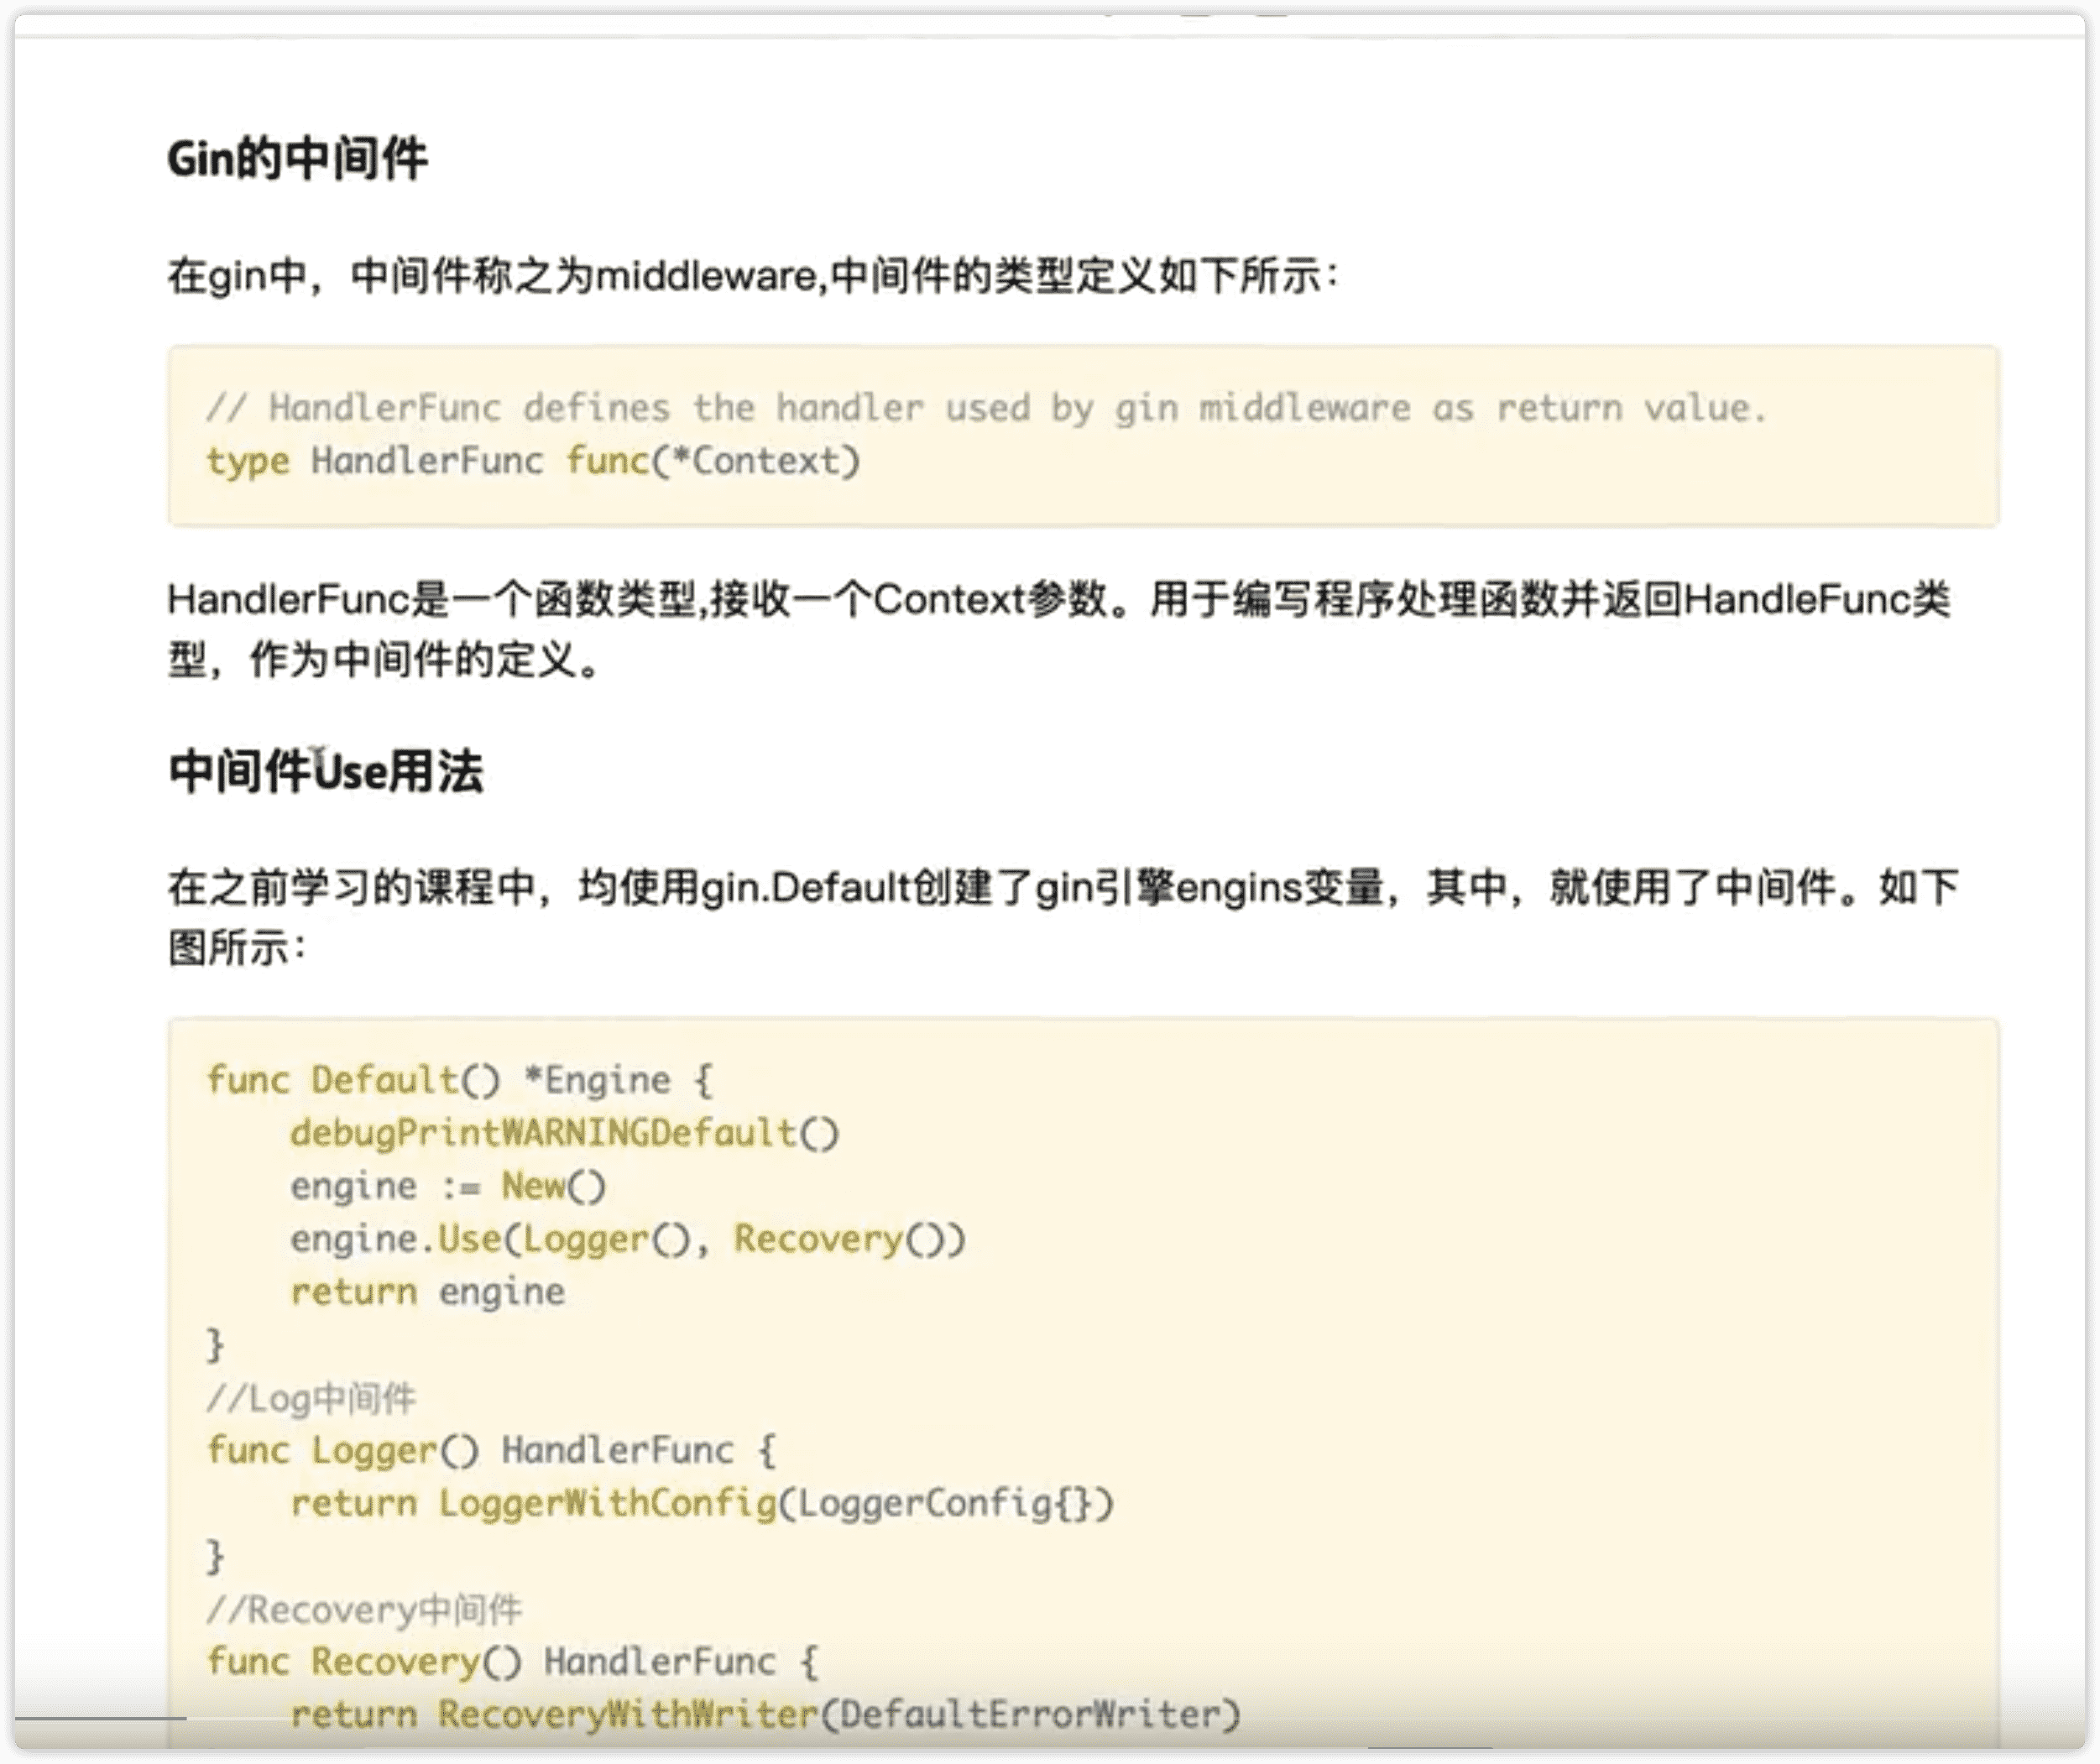 Gin的中间件
在gin中，中间件称之为middleware,中间件的类型定义如下所示：
// HandlerFunc defines the handler used by gin middleware as return value.
type HandlerFunc func(*Context)
HandlerFunc是一个函数类型,接收一个Context参数。用于编写程序处理函数并返回HandleFunc类
型，作为中间件的定义。
中间件Use用法
在之前学习的课程中，均使用gin.Default创建了gin引擎engins变量，其中，就使用了中间件。如下
图所示：
func Default() *Engine {
    debugPrintWARNINGDefault()
    engine := New()
    engine.Use(Logger(), Recovery())
    return engine
}
//Log中间件
func Logger() HandlerFunc {
    return LoggerWithConfig(LoggerConfig{})
}
//Recovery中间件
func Recovery() HandlerFunc {
    return RecoveryWithWriter(DefaultErrorWriter)